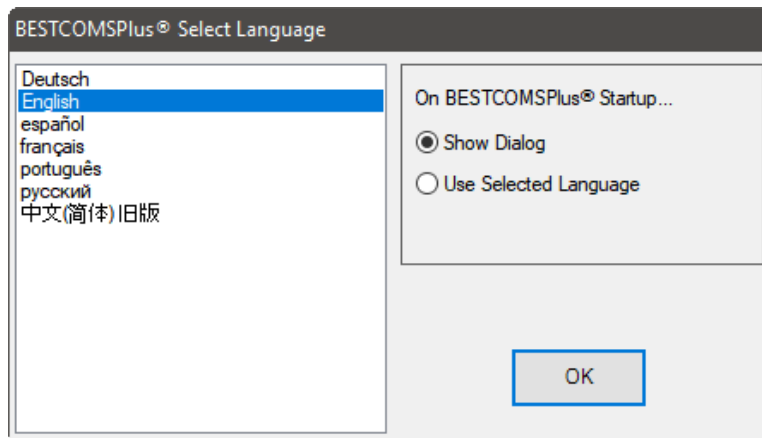 BESTCOMSPlus® Select Language
Deutsch
English
español
français
português
русский
中文(简体) 旧版
On BESTCOMSPlus® Startup...
Show Dialog
Use Selected Language
OK